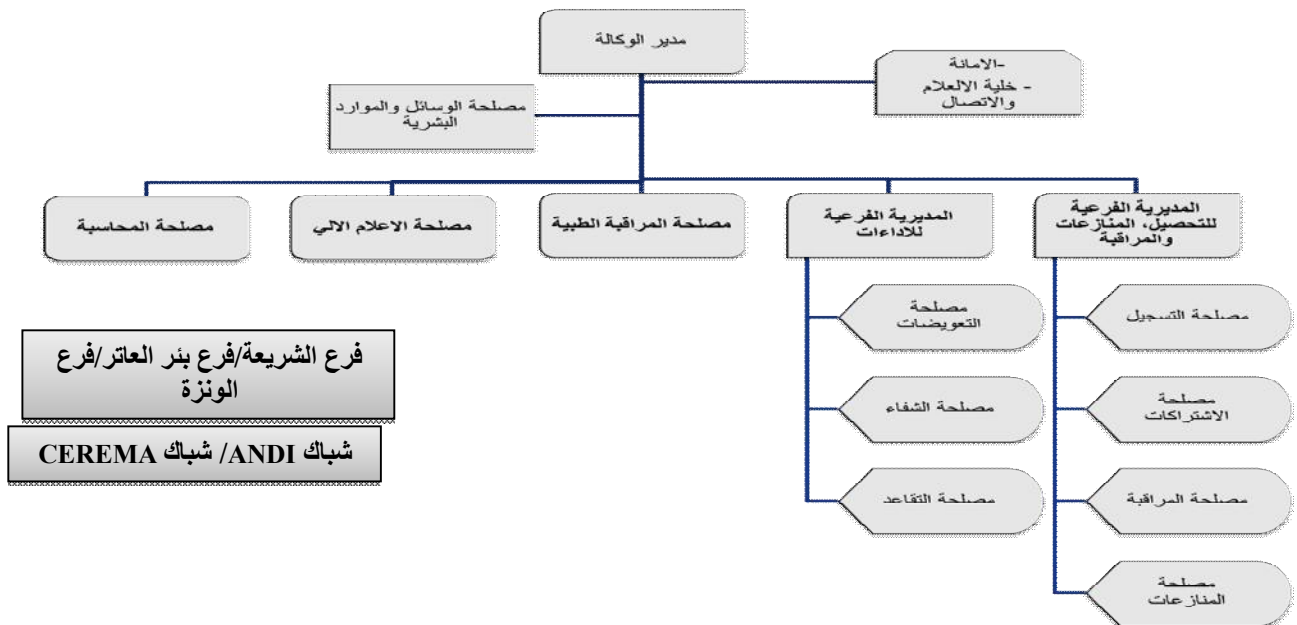 مدير الوكالة
-الامانة
- خلية الالعلام
والاتصال
مصلحة الوسائل والموارد
البشرية
المديرية الفرعية
للتحصيل، المنازعات
والمراقبة
المديرية الفرعية
للاداءات
مصلحة المراقبة الطبية
مصلحة الاعلام الالي
مصلحة المحاسبة
مصلحة التسجيل
مصلحة
الاشتراكات
مصلحة المراقبة
مصلحة
المنازعات
مصلحة
التعويضات
مصلحة الشفاء
مصلحة التقاعد
فرع الشريعة/فرع بئر العاتر/فرع
الونزة
شباك ANDI/ شباك CEREMA